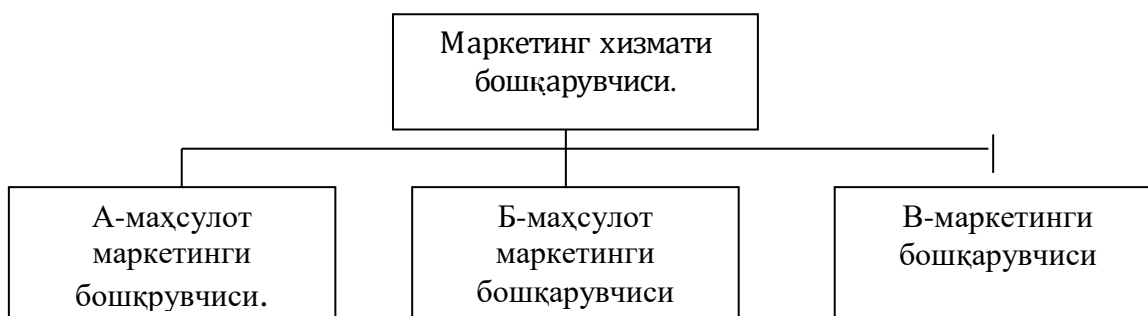 Маркетинг хизмати
бошқарувчиси.
А-маҳсулот
маркетинги
бошқрувчиси.
Б-маҳсулот
маркетинги
бошқарувчиси
В-маркетинги
бошқарувчиси